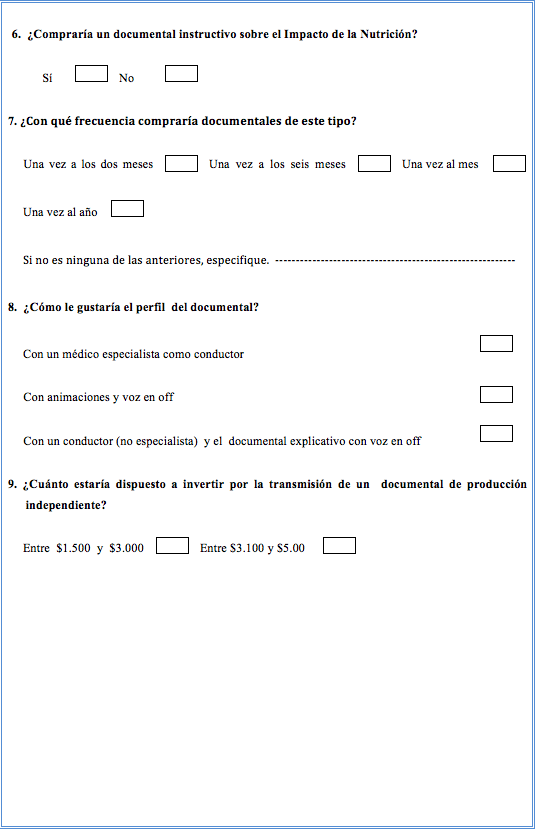 6. ¿Compraría un documental instructivo sobre el Impacto de la Nutrición?
Sí No
7. ¿Con qué frecuencia compraría documentales de este tipo?
Una vez a los dos meses Una vez a los seis meses Una vez al mes
Una vez al año
Si no es ninguna de las anteriores, especifique. ------------------------------------------------------------
8. ¿Cómo le gustaría el perfil del documental?
Con un médico especialista como conductor
Con animaciones y voz en off
Con un conductor (no especialista) y el documental explicativo con voz en off
9. ¿Cuánto estaría dispuesto a invertir por la transmisión de un documental de producción
independiente?
Entre $1.500 y $3.000 Entre $3.100 y $5.00